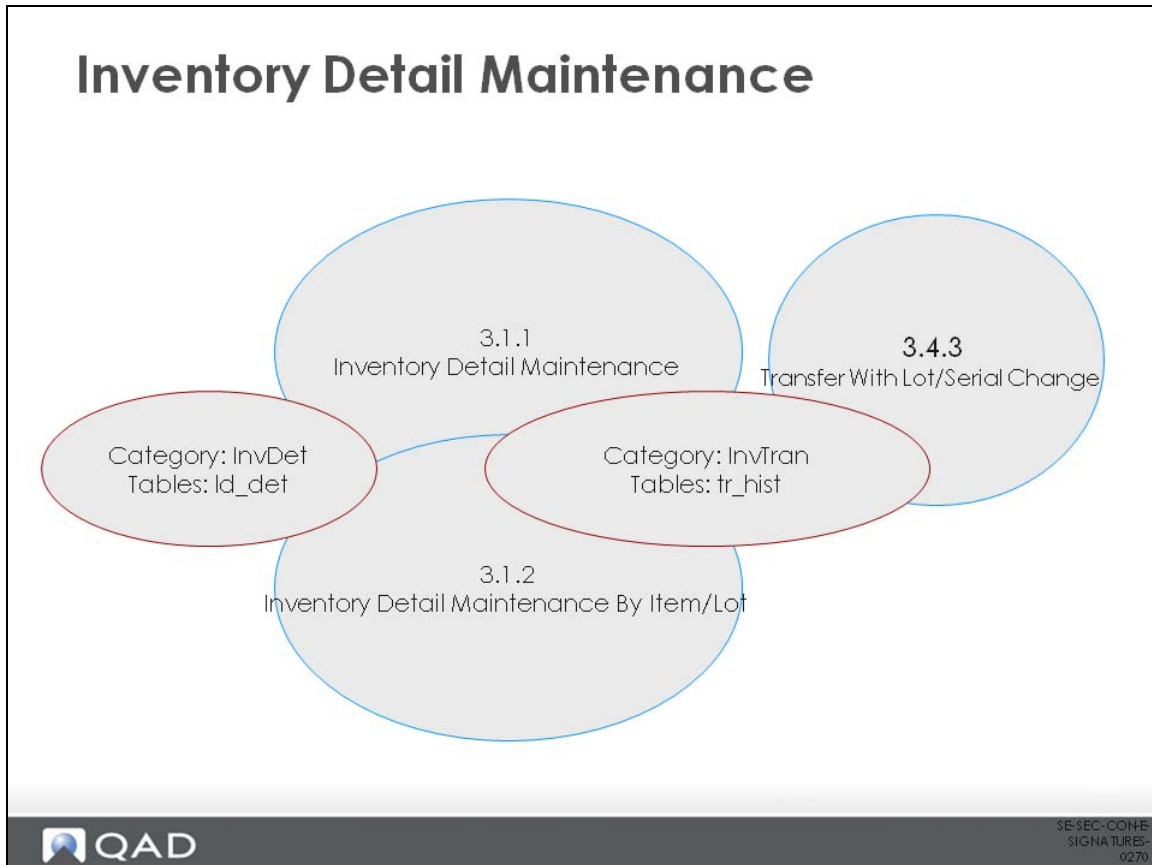 Inventory Detail Maintenance
3.1.1
Inventory Detail Maintenance
3.4.3
Transfer With Lot/Serial Change
Category: InvDet
Tables: ld_det
Category: InvTran
Tables: tr_hist
3.1.2
Inventory Detail Maintenance By Item/Lot
QAD
SE-SEC-CON-E-
SIGNATURES-
0270